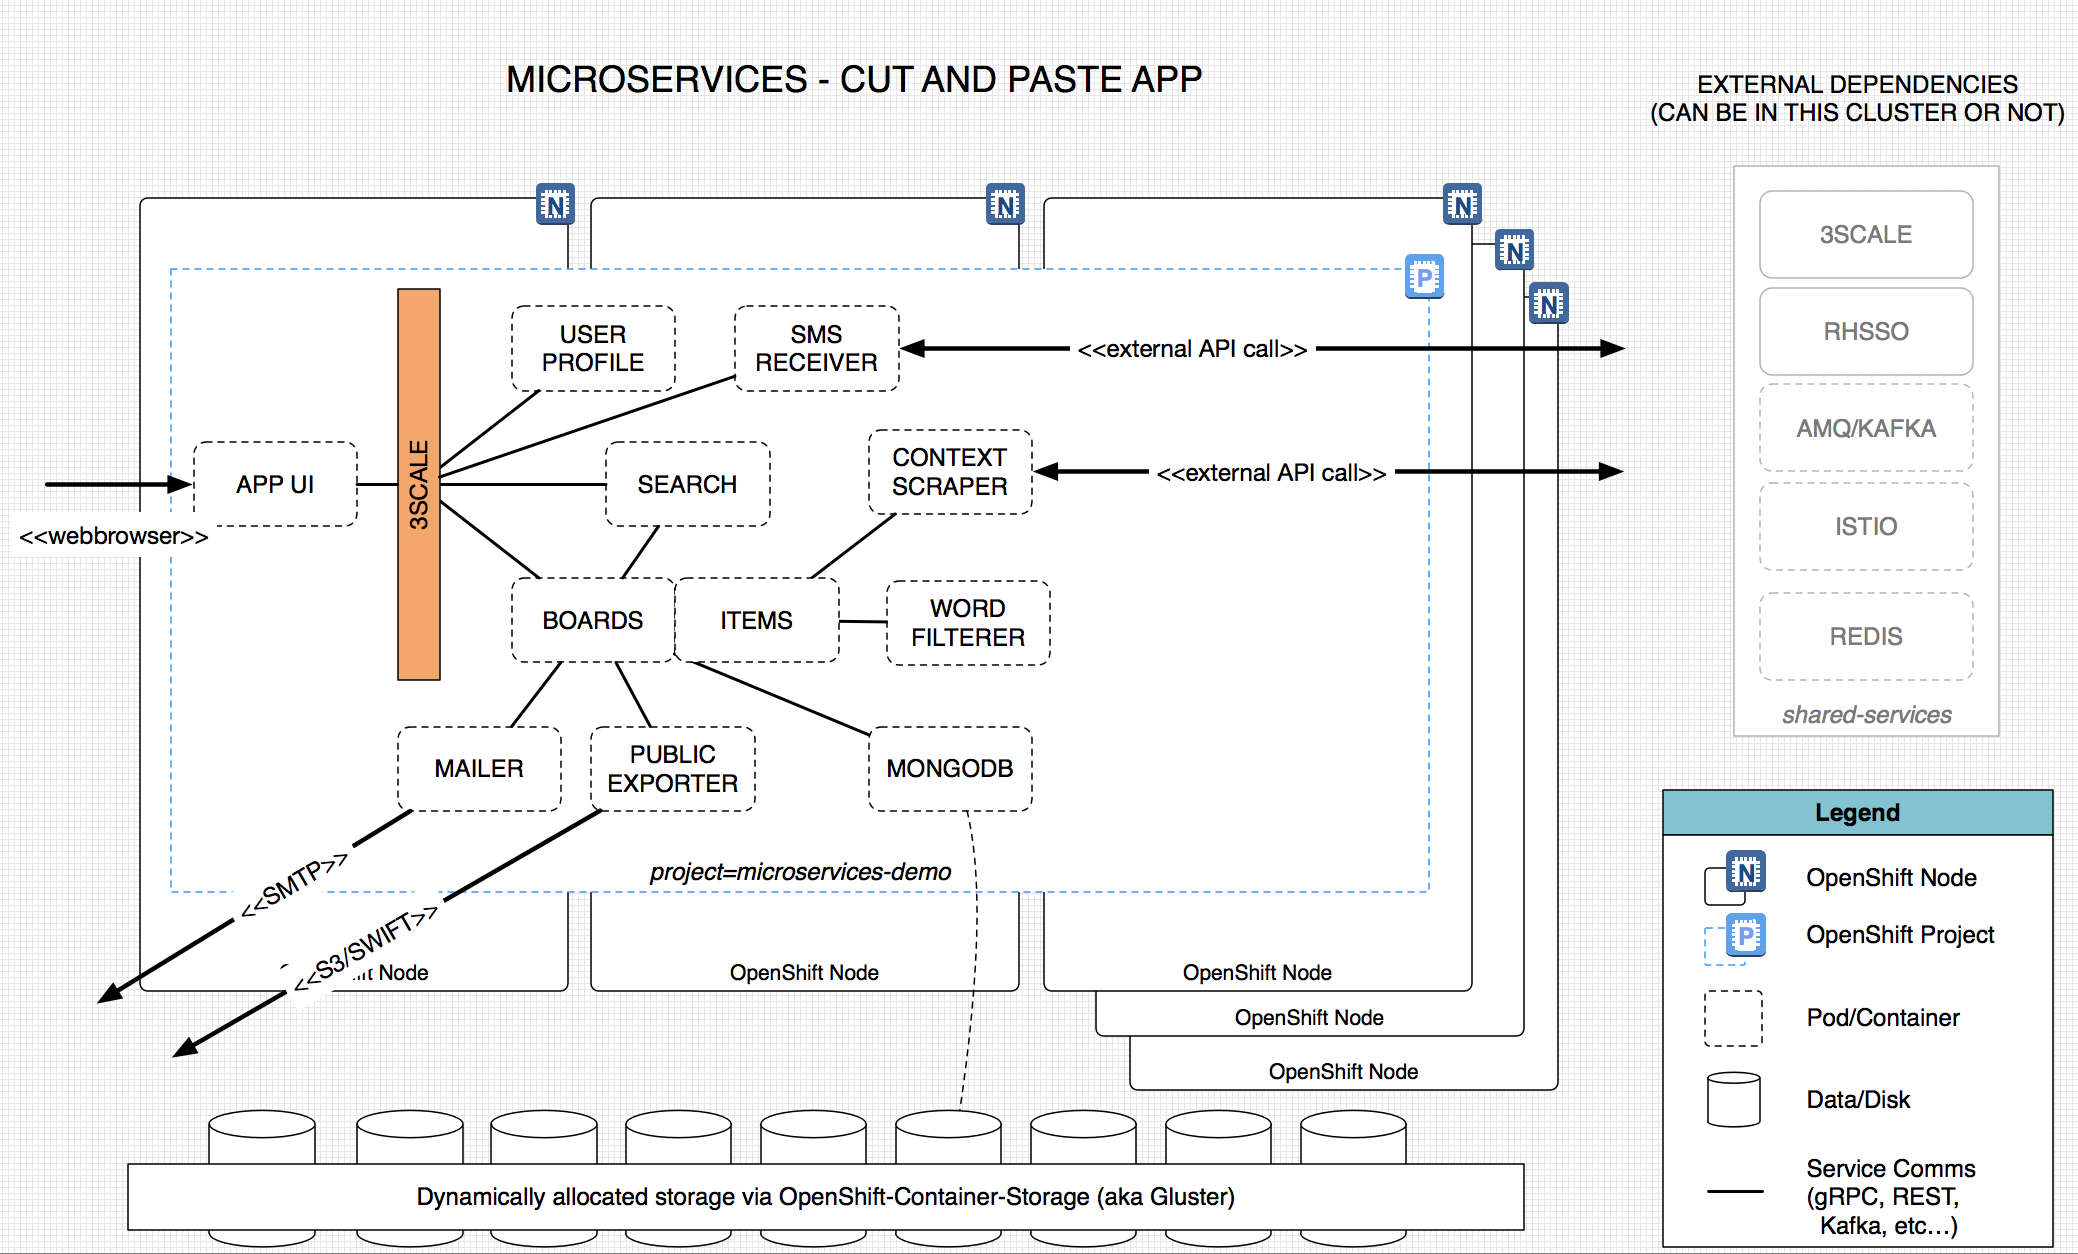 MICROSERVICES - CUT AND PASTE APP
EXTERNAL DEPENDENCIES
(CAN BE IN THIS CLUSTER OR NOT)
N
N
N
N
N
P
USER
PROFILE
SMS
RECEIVER
<<external API call>>
APP UI
<<webbrowser>>
3SCALE
SEARCH
CONTEXT
SCRAPER
<<external API call>>
BOARDS
ITEMS
WORD
FILTERER
MAILER
PUBLIC
EXPORTER
MONGODB
<<SMTP>>
<<S3/SWIFT>>
project=microservices-demo
Node
OpenShift Node
OpenShift Node
OpenShift Node
OpenShift Node
Dynamically allocated storage via OpenShift-Container-Storage (aka Gluster)
3SCALE
RHSSO
AMQ/KAFKA
ISTIO
REDIS
shared-services
Legend
N
OpenShift Node
P
OpenShift Project
Pod/Container
Data/Disk
Service Comms
(gRPC, REST,
Kafka, etc...)